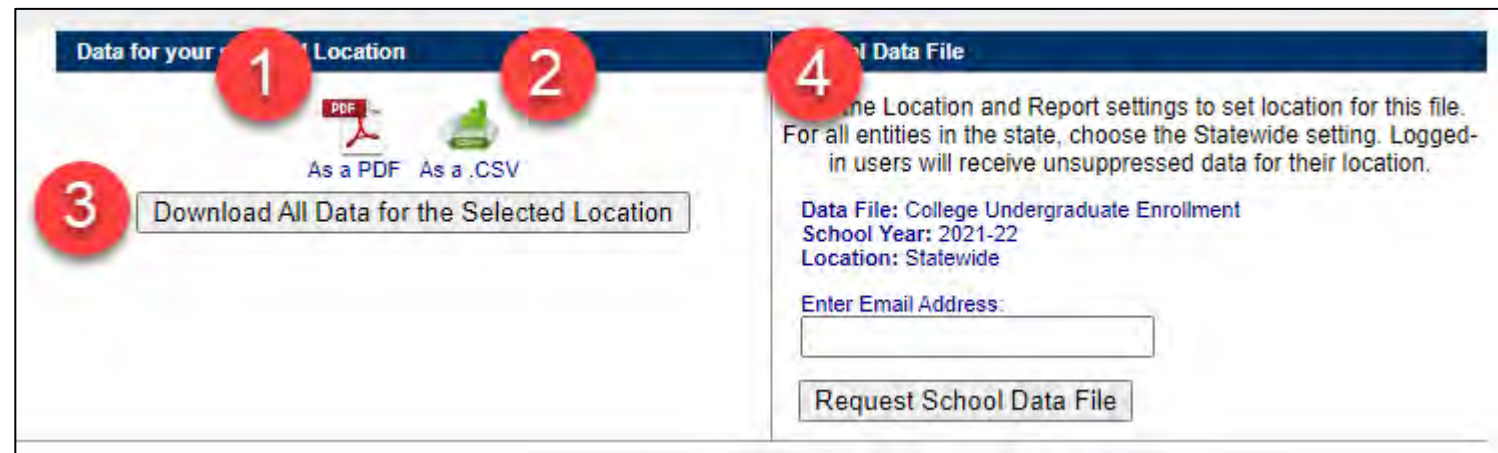 Data for your Location
1
2
PDF
As a PDF As a .CSV
3
Download All Data for the Selected Location
4
Data File
the Location and Report settings to set location for this file.
For all entities in the state, choose the Statewide setting. Logged-
in users will receive unsuppressed data for their location.
Data File: College Undergraduate Enrollment
School Year: 2021-22
Location: Statewide
Enter Email Address:
Request School Data File